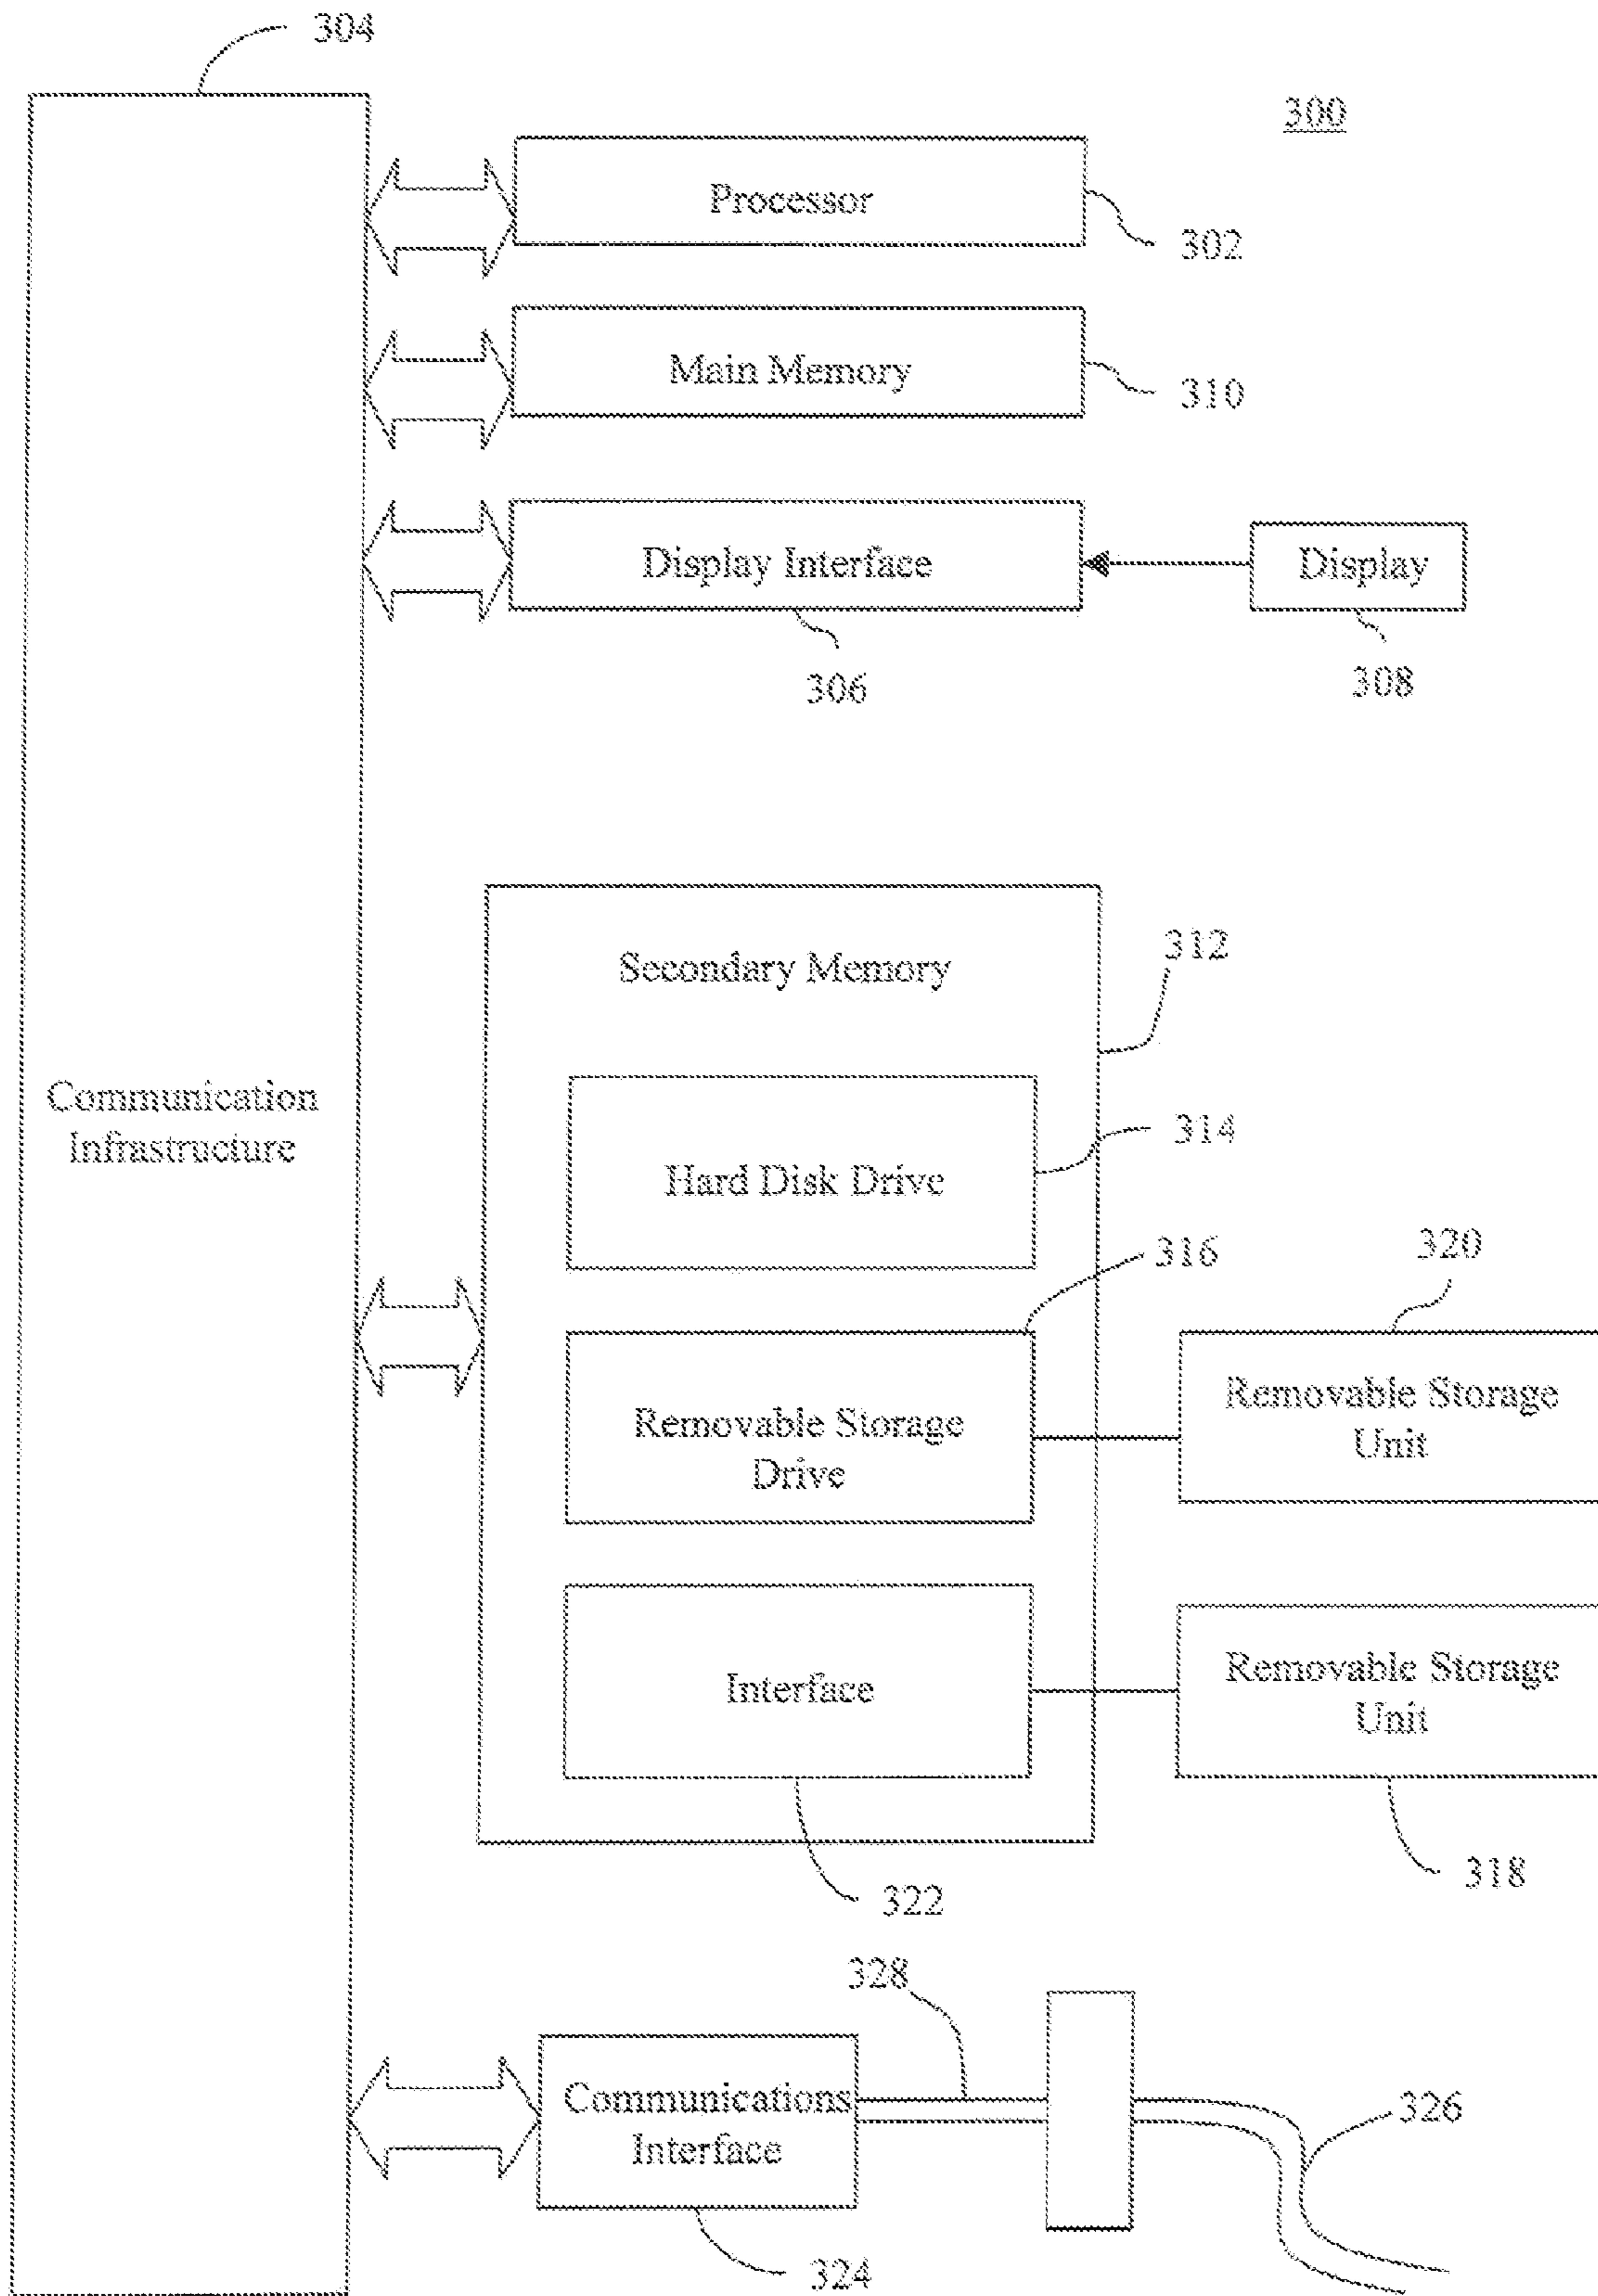 304
300
Processor
302
Main Memory
310
Display Interface
Display
306
308
Secondary Memory
312
Communication
Infrastructure
Hard Disk Drive
314
316
320
Removable Storage
Drive
Removable Storage
Unit
Interface
Removable Storage
Unit
322
318
328
Communications
Interface
326
324